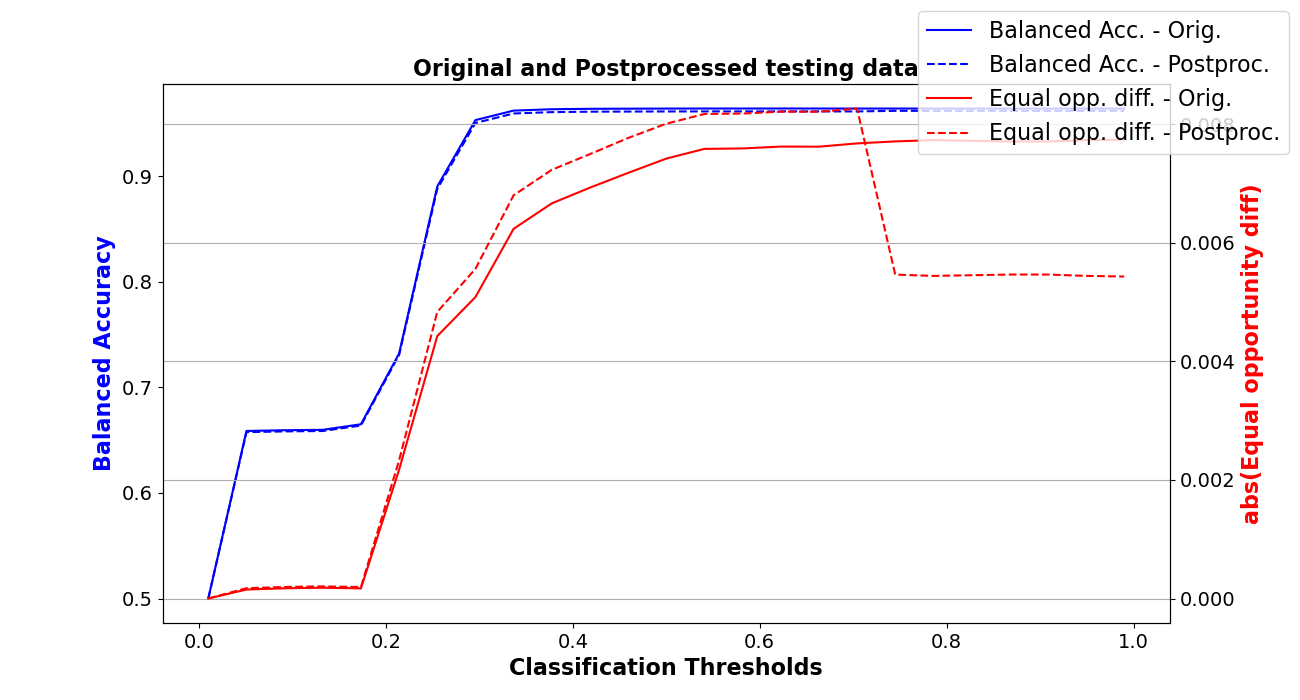 Original and Postprocessed testing data
Balanced Acc. - Orig.
Balanced Acc. - Postproc.
Equal opp. diff. - Orig.
Equal opp. diff. - Postproc.
Balanced Accuracy
0.9
0.8
0.7
0.6
0.5
0.008
0.006
0.004
0.002
0.000
abs(Equal opportunity diff)
0.0 0.2 0.4 0.6 0.8 1.0
Classification Thresholds